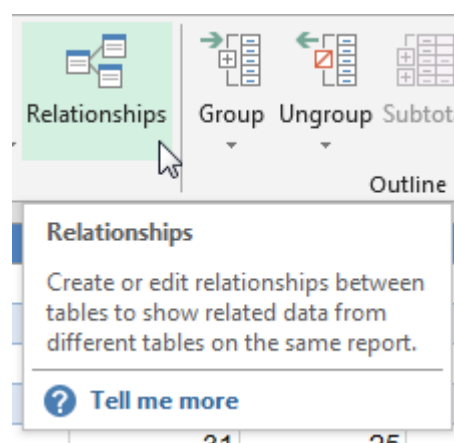 Relationships Group Ungroup Subtot
Outline
Relationships
Create or edit relationships between
tables to show related data from
different tables on the same report.
? Tell me more